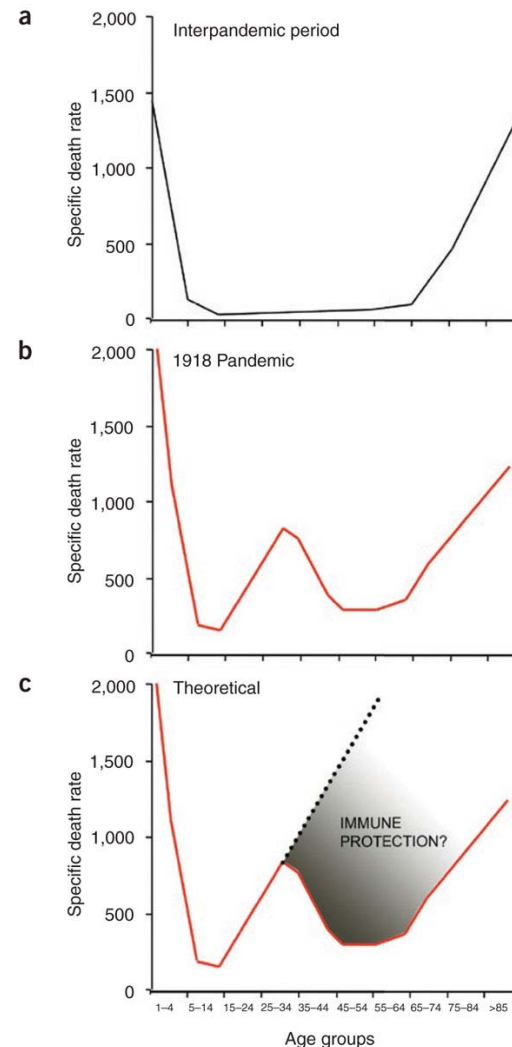 a
Interpandemic period
Specific death rate
2,000
1,500
1,000
500
0
b
1918 Pandemic
Specific death rate
2,000
1,500
1,000
500
0
c
Theoretical
Specific death rate
2,000
1,500
1,000
500
0
IMMUNE
PROTECTION?
1–4 5–14 15–24 25–34 35–44 45–54 55–64 65–74 75–84 >85
Age groups